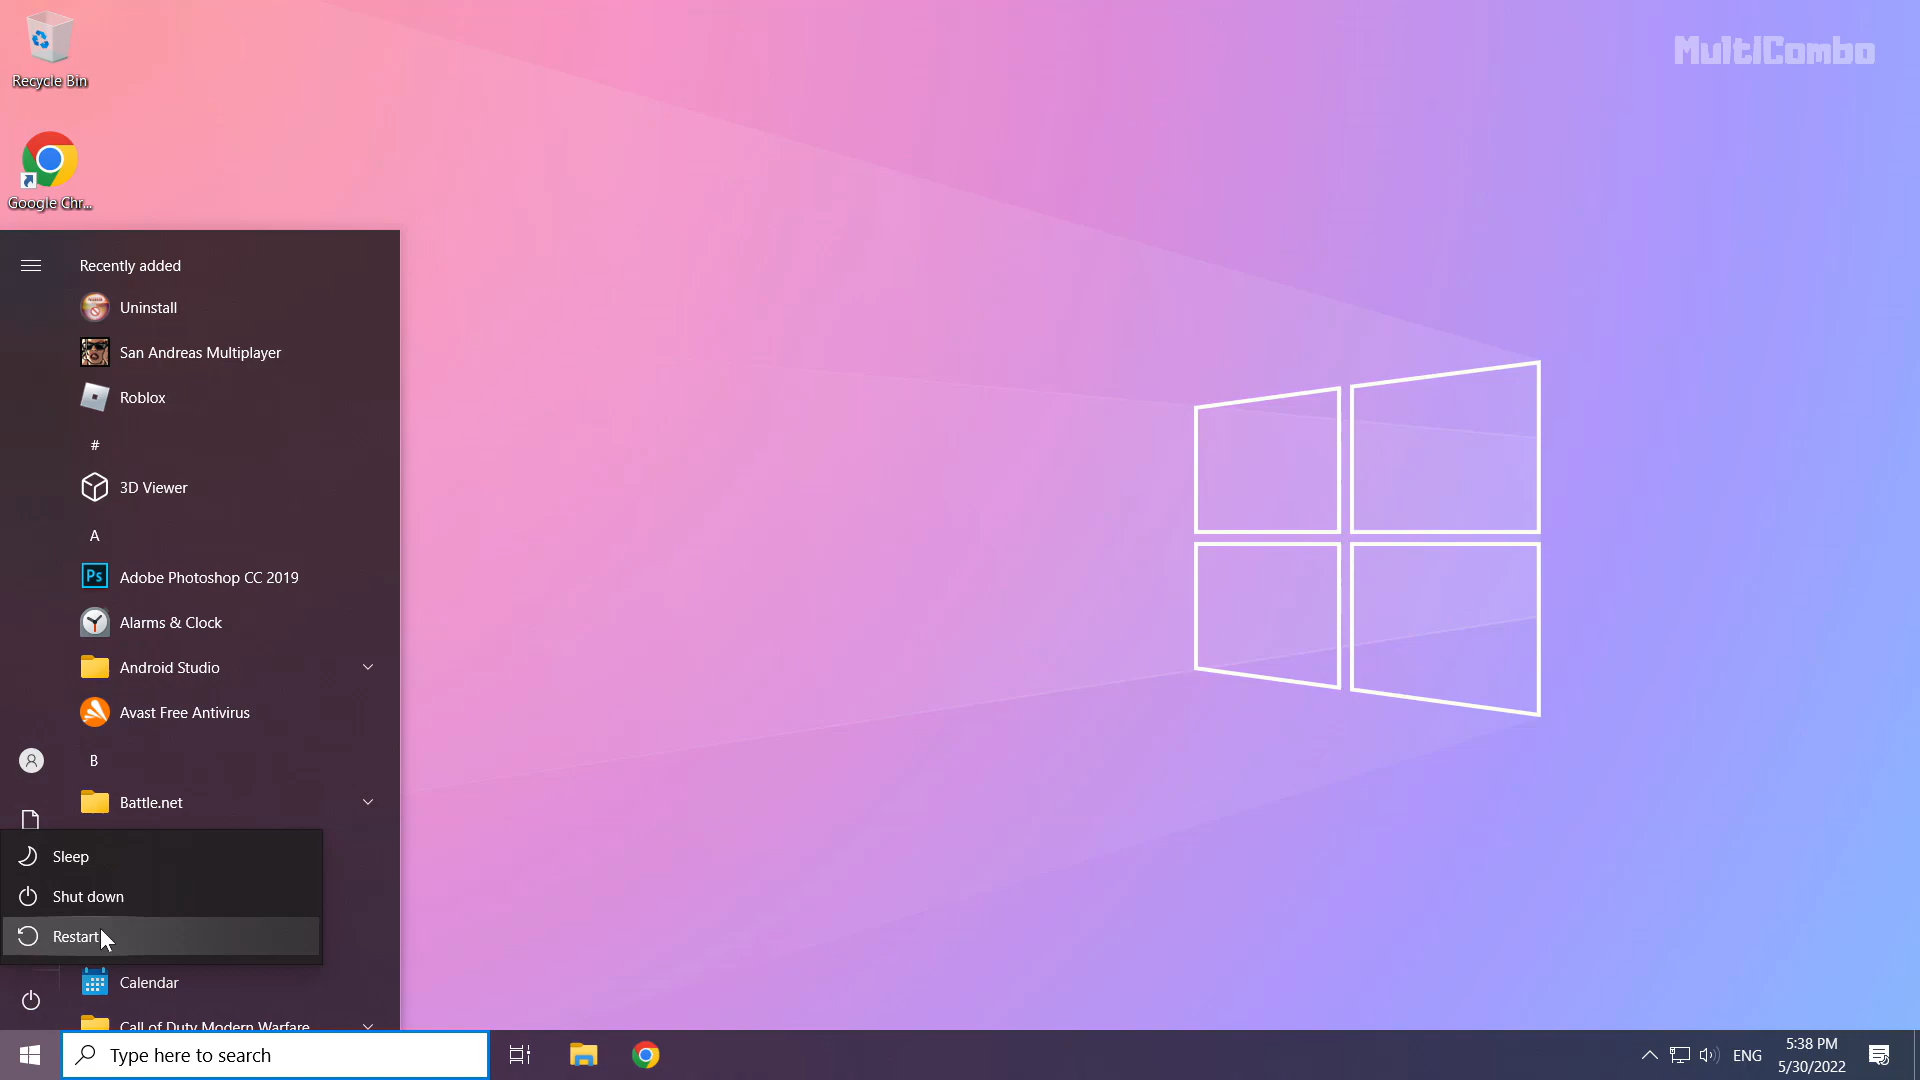 MultiCombo
Recycle Bin
Google Chr...
Recently added
Uninstall
San Andreas Multiplayer
Roblox
#
3D Viewer
A
Ps
Adobe Photoshop CC 2019
Alarms & Clock
Android Studio
Avast Free Antivirus
B
Battle.net
Sleep
Shut down
Restart
Calendar
Call of Duty Modern Warfare
Type here to search
ENG
5:38 PM
5/30/2022